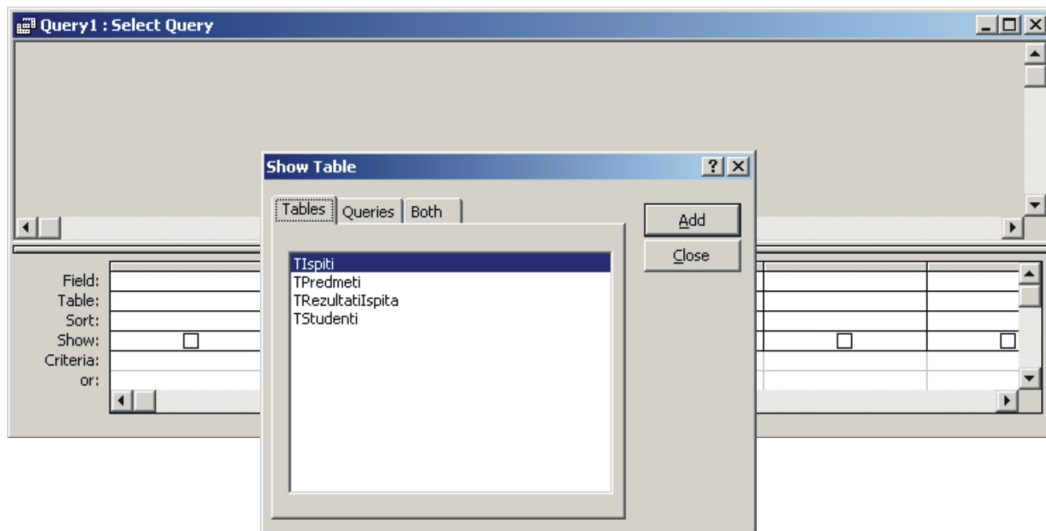 Query1 : Select Query
Show Table
Tables Queries Both
Add
Close
TIspiti
TPredmeti
TRezultatiIspita
TStudenti
Field:
Table:
Sort:
Show:
Criteria:
or: